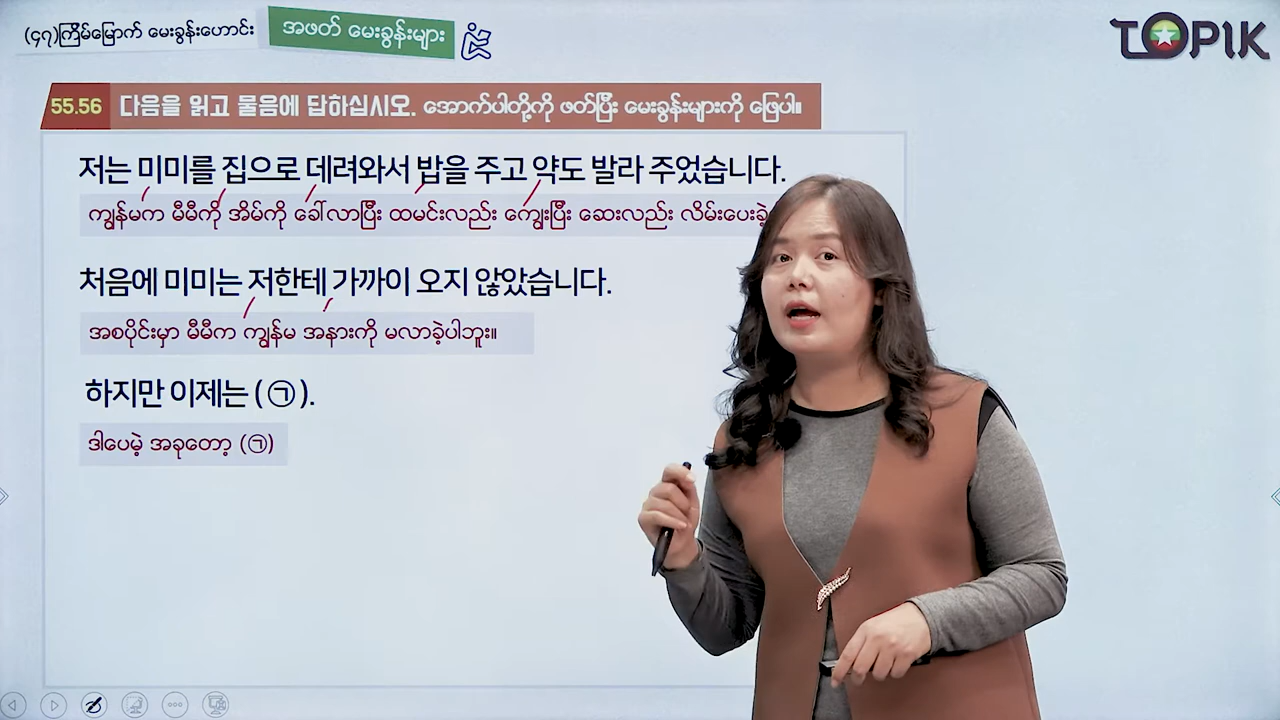 (၄၇)ကြိမ်မြောက် မေးခွန်းဟောင်း
အဖတ် မေးခွန်းများ
TOPIK
55.56 다음을 읽고 물음에 답하십시오. အောက်ပါတို့ကို ဖတ်ပြီး မေးခွန်းများကို ဖြေပါ။
저는 미미를 집으로 데려와서 밥을 주고 약도 발라 주었습니다.
ကျွန်မက မီမီကို အိမ်ကို ခေါ်လာပြီး ထမင်းလည်း ကျွေးပြီး ဆေးလည်း လိမ်းပေးခဲ့
처음에 미미는 저한테 가까이 오지 않았습니다.
အစပိုင်းမှာ မီမီက ကျွန်မ အနားကို မလာခဲ့ပါဘူး။
하지만 이제는 (㉠).
ဒါပေမဲ့ အခုတော့ (㉠)